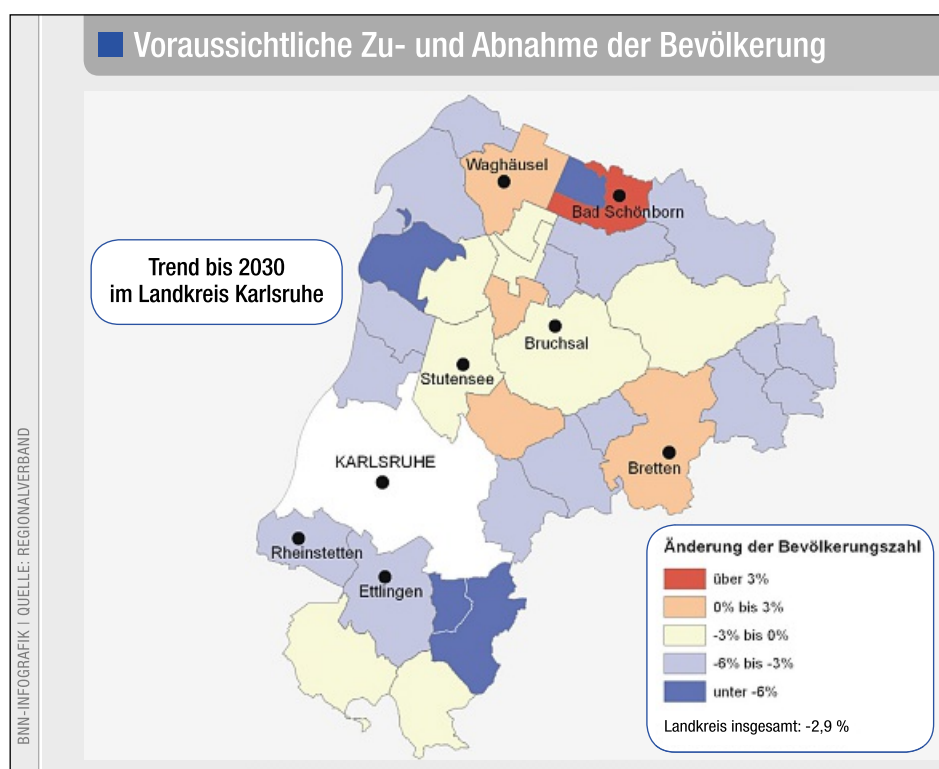 Voraussichtliche Zu- und Abnahme der Bevölkerung
Trend bis 2030
im Landkreis Karlsruhe
Waghäusel
Bad Schönborn
Bruchsal
Stutensee
KARLSRUHE
Bretten
Rheinstetten
Ettlingen
Änderung der Bevölkerungszahl
über 3%
0% bis 3%
-3% bis 0%
-6% bis -3%
unter -6%
Landkreis insgesamt: -2,9 %
BNN-INFOGRAFIK | QUELLE: REGIONALVERBAND